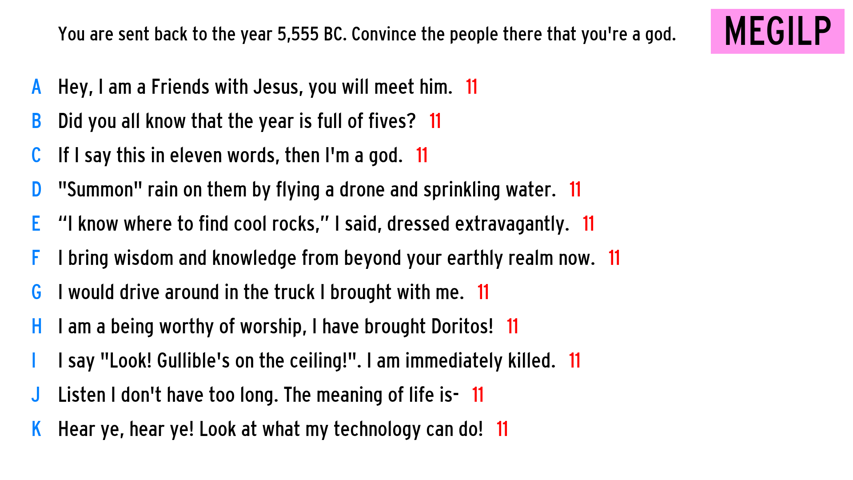 You are sent back to the year 5,555 BC. Convince the people there that you're a god.
MEGILP
A Hey, I am a Friends with Jesus, you will meet him. 11
B Did you all know that the year is full of fives? 11
C If I say this in eleven words, then I'm a god. 11
D "Summon" rain on them by flying a drone and sprinkling water. 11
E “I know where to find cool rocks,” I said, dressed extravagantly. 11
F I bring wisdom and knowledge from beyond your earthly realm now. 11
G I would drive around in the truck I brought with me. 11
H I am a being worthy of worship, I have brought Doritos! 11
I I say "Look! Gullible's on the ceiling!". I am immediately killed. 11
J Listen I don't have too long. The meaning of life is- 11
K Hear ye, hear ye! Look at what my technology can do! 11